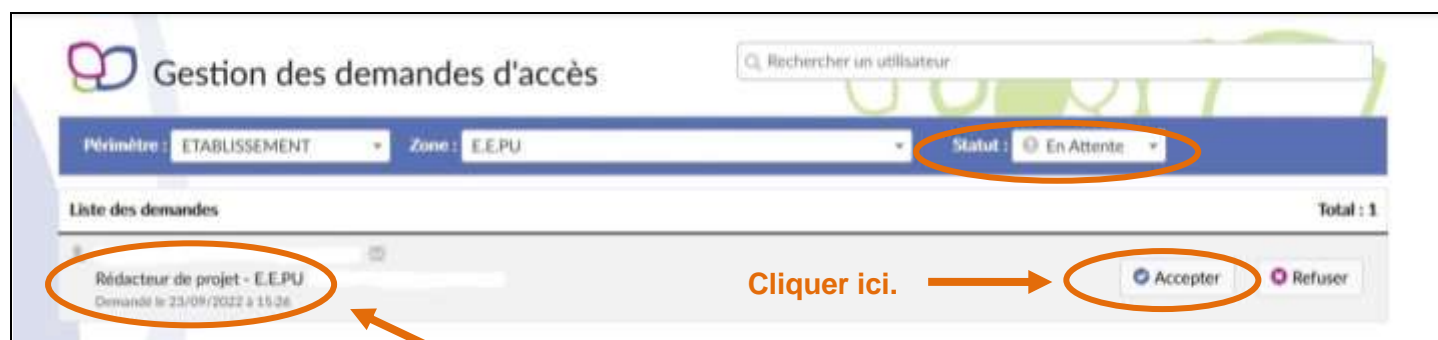 Gestion des demandes d'accès
Rechercher un utilisateur
Périmètre : ETABLISSEMENT Zone : E.E.PU Statut : En Attente
Liste des demandes Total : 1
Rédacteur de projet - E.E.PU
Demandé le 23/09/2022 à 15:26
Cliquer ici.
Accepter Refuser